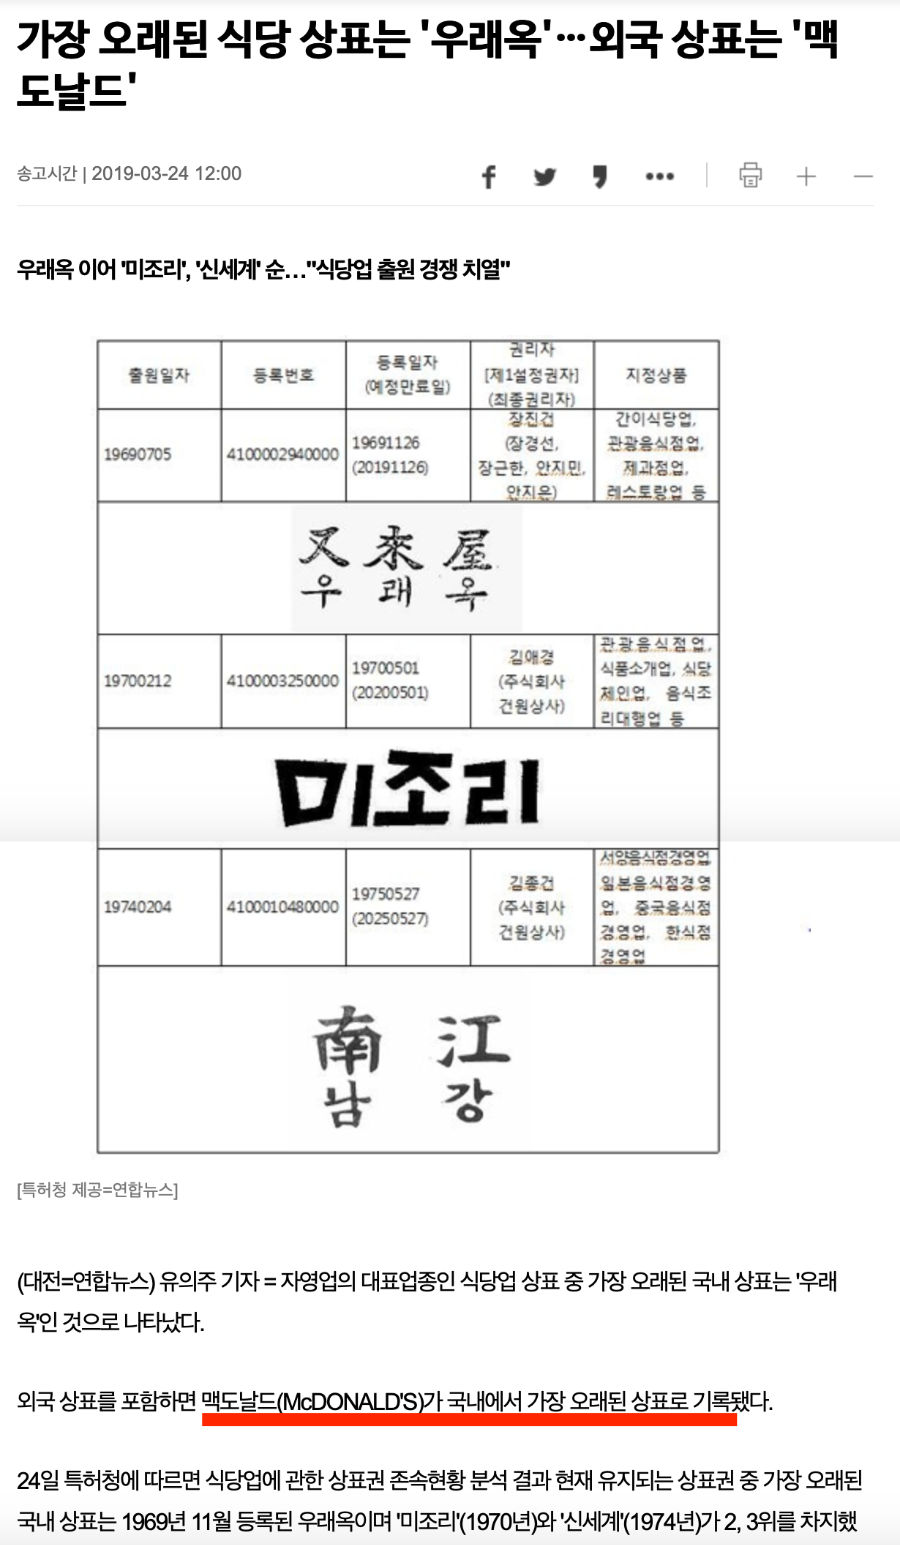 가장 오래된 식당 상표는 '우래옥'…외국 상표는 '맥
도날드'
송고시간 | 2019-03-24 12:00
우래옥 이어 '미조리', '신세계' 순…"식당업 출원 경쟁 치열"
출원일자
등록번호
등록일자
(예정만료일)
권리자
[제1설정권자]
(최종권리자)
지정상품
19690705
4100002940000
19691126
(20191126)
장진건
(장경선,
장근한, 안지민,
안지윤)
간이식당업,
관광음식점업,
제과점업,
레스토랑업 등
又來屋
우래옥
19700212
4100003250000
19700501
(20200501)
김애경
(주식회사
건원상사)
관광음식점업,
식품소개업, 식당
체인업, 음식조
리대행업 등
미조리
19740204
4100010480000
19750527
(20250527)
김종건
(주식회사
건원상사)
서양음식점경영업
일본음식점경영
업, 중국음식점
경영업, 한식점
경영업
南江
남강
[특허청 제공=연합뉴스]
(대전=연합뉴스) 유의주 기자 = 자영업의 대표업종인 식당업 상표 중 가장 오래된 국내 상표는 '우래
옥'인 것으로 나타났다.
외국 상표를 포함하면 맥도날드(McDONALD'S)가 국내에서 가장 오래된 상표로 기록됐다.
24일 특허청에 따르면 식당업에 관한 상표권 존속현황 분석 결과 현재 유지되는 상표권 중 가장 오래된
국내 상표는 1969년 11월 등록된 우래옥이며 '미조리'(1970년)와 '신세계'(1974년)가 2, 3위를 차지했